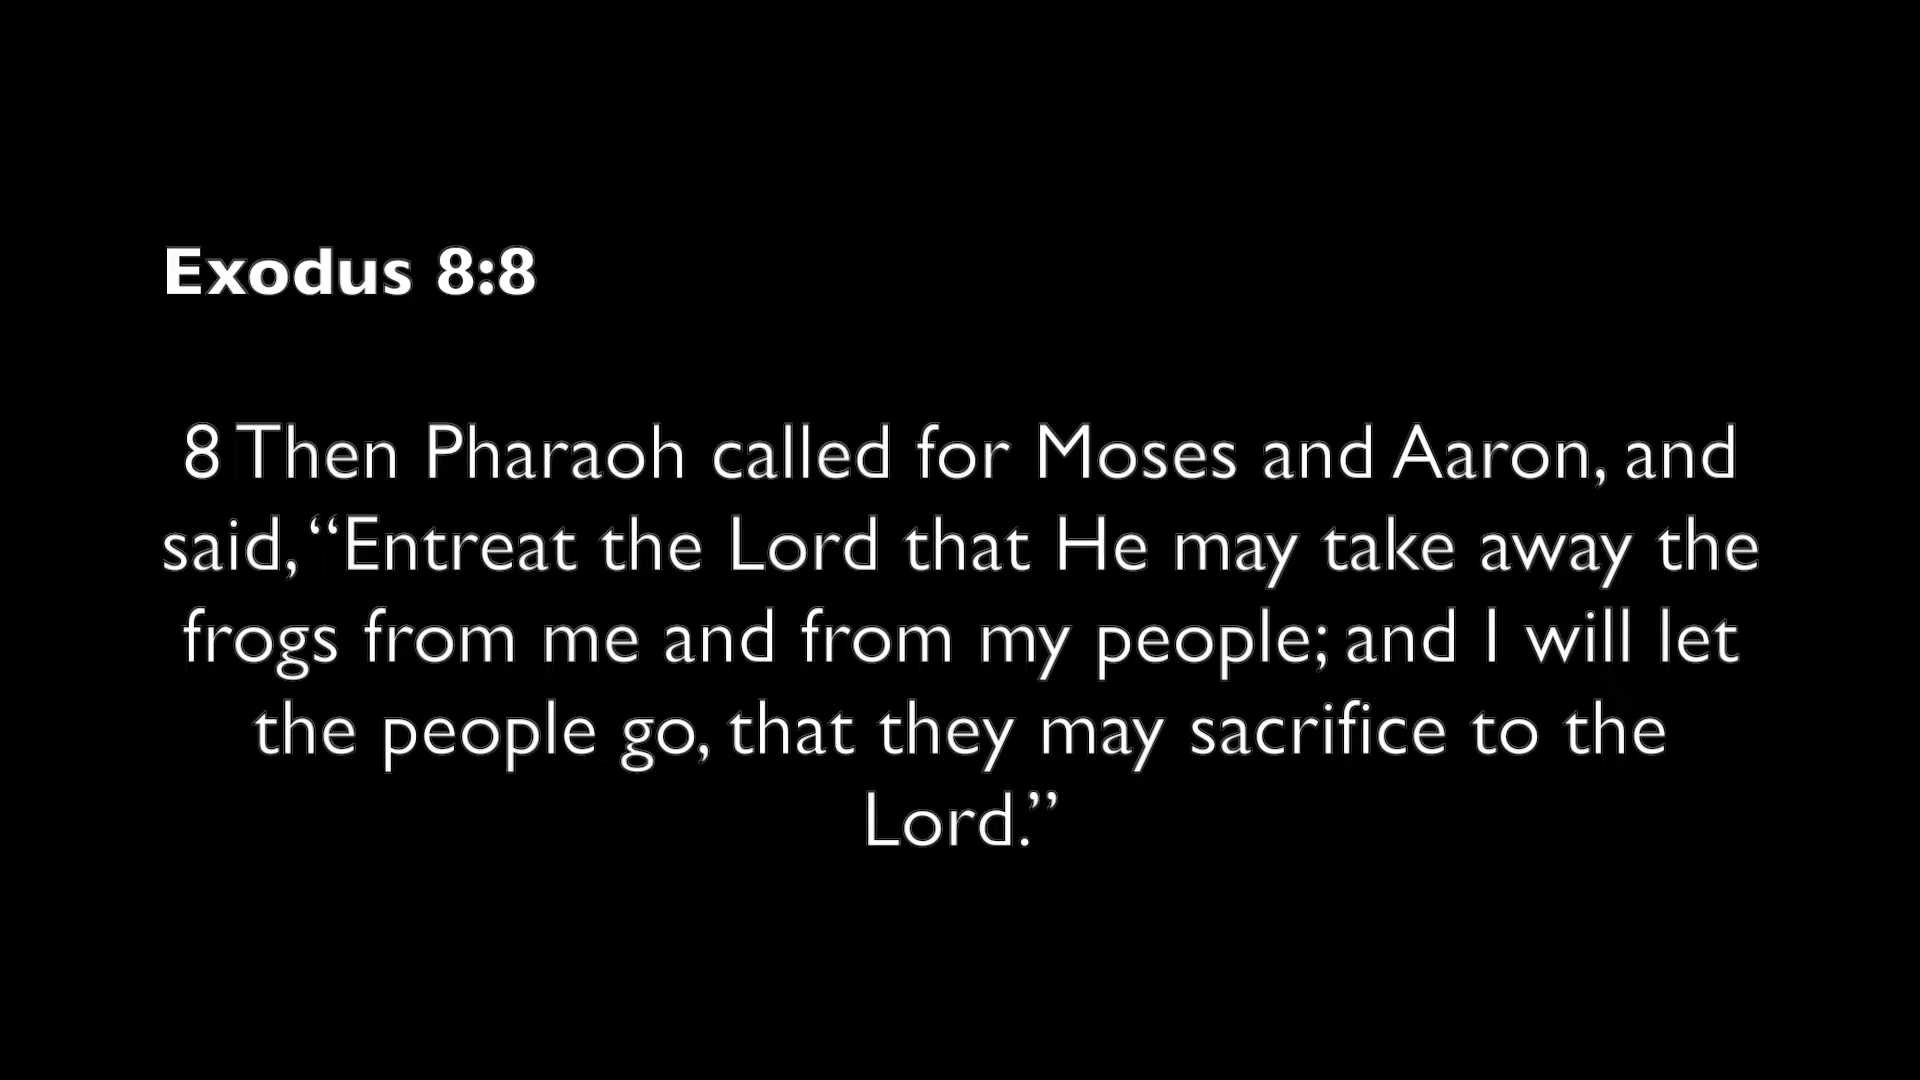 Exodus 8:8
8 Then Pharaoh called for Moses and Aaron, and
said, “Entreat the Lord that He may take away the
frogs from me and from my people; and I will let
the people go, that they may sacrifice to the
Lord.”